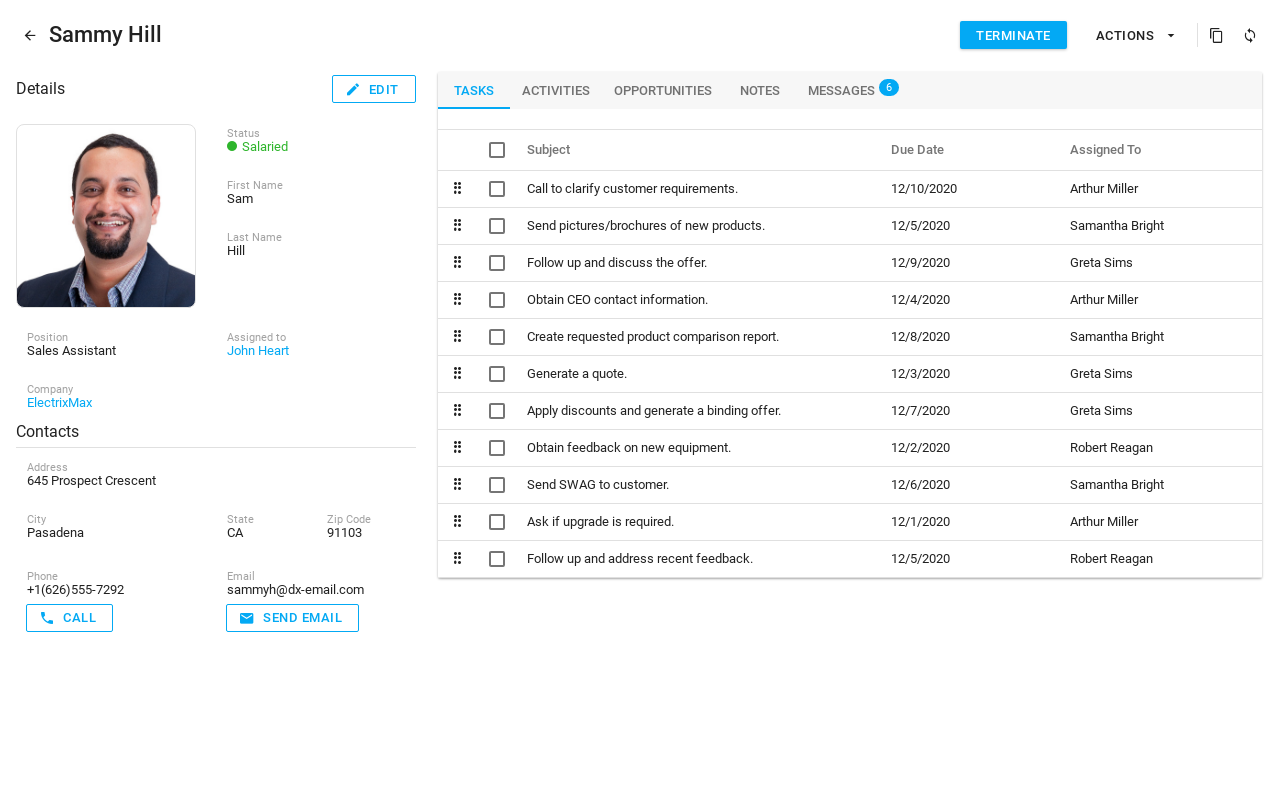 Sammy Hill
TERMINATE
ACTIONS
Details
EDIT
Status
Salaried
First Name
Sam
Last Name
Hill
Position
Sales Assistant
Assigned to
John Heart
Company
ElectrixMax
Contacts
Address
645 Prospect Crescent
City
Pasadena
State
CA
Zip Code
91103
Phone
+1(626)555-7292
Email
sammyh@dx-email.com
CALL
SEND EMAIL
TASKS ACTIVITIES OPPORTUNITIES NOTES MESSAGES 6
Subject Due Date Assigned To
Call to clarify customer requirements. 12/10/2020 Arthur Miller
Send pictures/brochures of new products. 12/5/2020 Samantha Bright
Follow up and discuss the offer. 12/9/2020 Greta Sims
Obtain CEO contact information. 12/4/2020 Arthur Miller
Create requested product comparison report. 12/8/2020 Samantha Bright
Generate a quote. 12/3/2020 Greta Sims
Apply discounts and generate a binding offer. 12/7/2020 Greta Sims
Obtain feedback on new equipment. 12/2/2020 Robert Reagan
Send SWAG to customer. 12/6/2020 Samantha Bright
Ask if upgrade is required. 12/1/2020 Arthur Miller
Follow up and address recent feedback. 12/5/2020 Robert Reagan